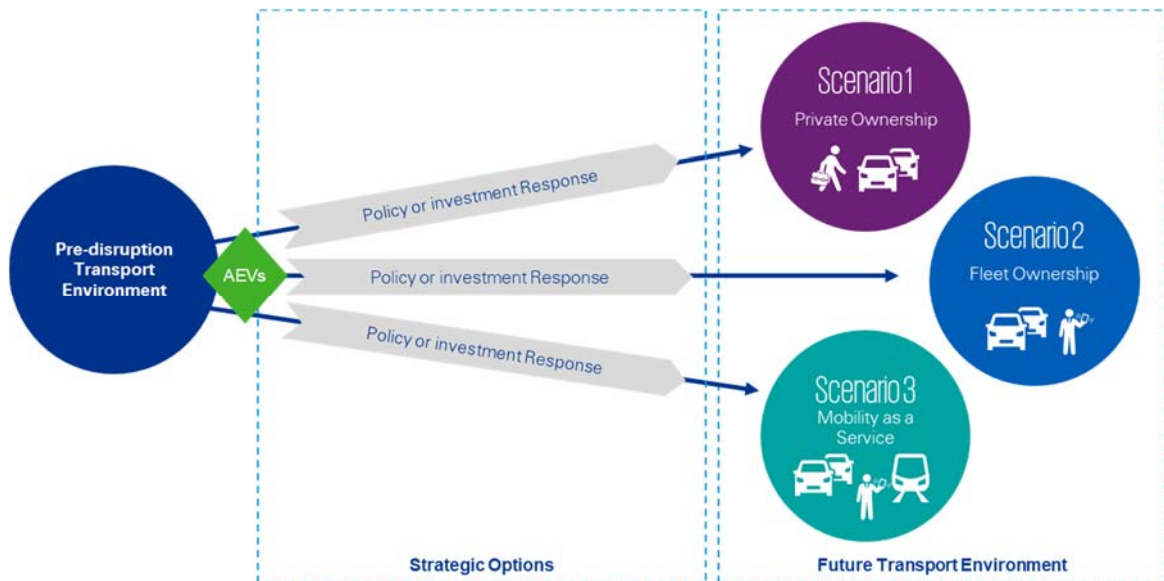 Pre-disruption
Transport
Environment
AEVs
Policy or investment Response
Policy or investment Response
Policy or investment Response
Strategic Options
Scenario 1
Private Ownership
Scenario 2
Fleet Ownership
Scenario 3
Mobility as a
Service
Future Transport Environment